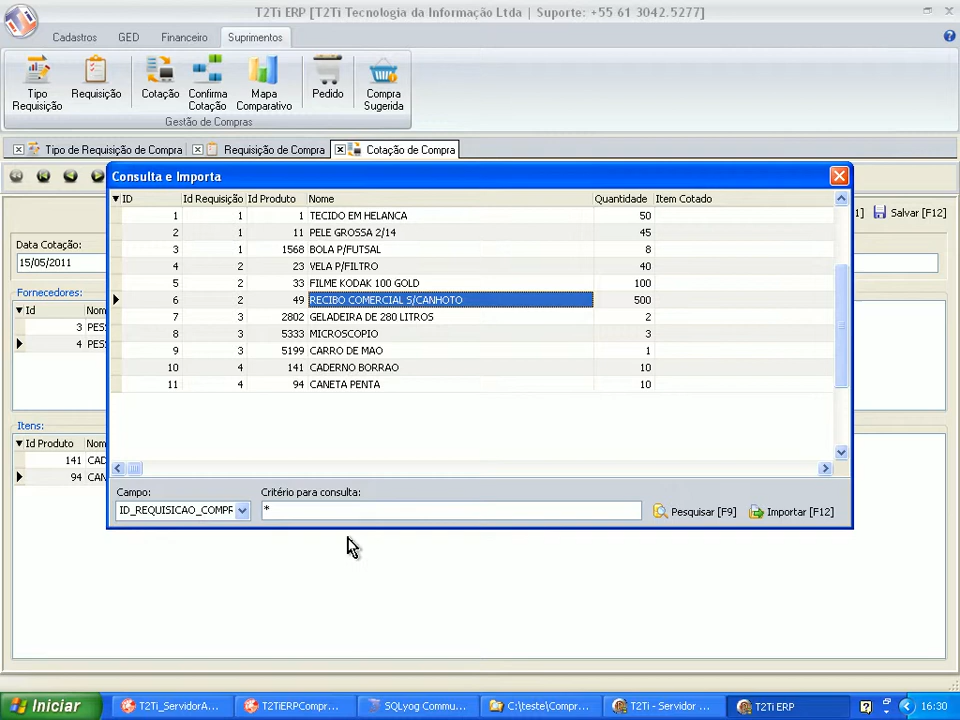 T2Ti ERP [T2Ti Tecnologia da Informação Ltda | Suporte: +55 61 3042.5277]
Cadastros GED Financeiro Suprimentos
Tipo Requisição Requisição Cotação Confirma Cotação Mapa Comparativo Pedido Compra Sugerida
Gestão de Compras
Tipo de Requisição de Compra Requisição de Compra Cotação de Compra
Consulta e Importa
ID Id Requisição Id Produto Nome Quantidade Item Cotado
1 1 1 TECIDO EM HELANCA 50
2 1 11 PELE GROSSA 2/14 45
3 1 1568 BOLA P/FUTSAL 8
4 2 23 VELA P/FILTRO 40
5 2 33 FILME KODAK 100 GOLD 100
6 2 49 RECIBO COMERCIAL S/CANHOTO 500
7 3 2802 GELADEIRA DE 280 LITROS 2
8 3 5333 MICROSCOPIO 3
9 3 5199 CARRO DE MAO 1
10 4 141 CADERNO BORRAO 10
11 4 94 CANETA PENTA 10
Campo: Critério para consulta:
ID_REQUISICAO_COMPR * Pesquisar [F9] Importar [F12]
1] Salvar [F12]
Data Cotação:
15/05/2011
Fornecedores:
Id Nom
3 PES
4 PES
Itens:
Id Produto Nom
141 CAD
94 CAN
Iniciar T2Ti_ServidorA... T2TiERPCompr... SQLyog Commu... C:\teste\Compr... T2Ti - Servidor ... T2Ti ERP 16:30